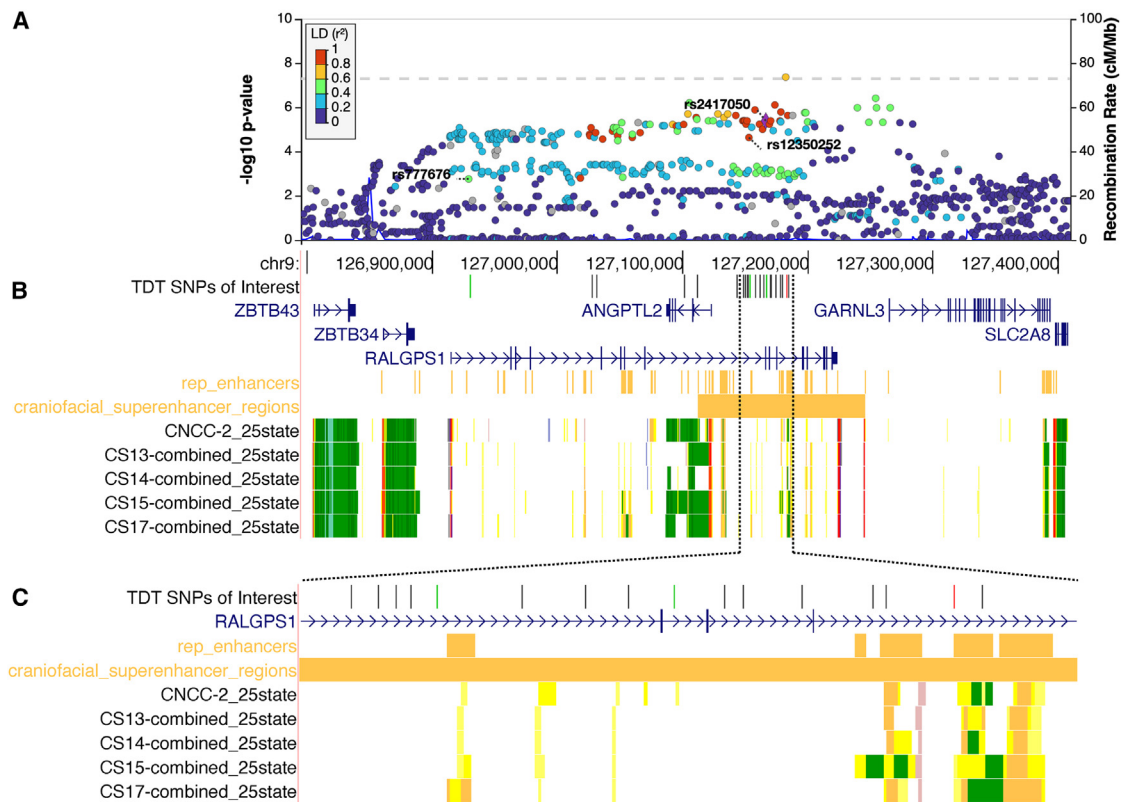 A
10
8
6
4
2
0
-log10 p-value
LD (r²)
1
0.8
0.6
0.4
0.2
0
rs2417050
rs12350252
rs777676
100
80
60
40
20
0
Recombination Rate (cM/Mb)
chr9:
126,900,000
127,000,000
127,100,000
127,200,000
127,300,000
127,400,000
B
TDT SNPs of Interest
ZBTB43
ANGPTL2
GARNL3
ZBTB34
SLC2A8
RALGPS1
rep_enhancers
craniofacial_superenhancer_regions
CNCC-2_25state
CS13-combined_25state
CS14-combined_25state
CS15-combined_25state
CS17-combined_25state
C
TDT SNPs of Interest
RALGPS1
rep_enhancers
craniofacial_superenhancer_regions
CNCC-2_25state
CS13-combined_25state
CS14-combined_25state
CS15-combined_25state
CS17-combined_25state